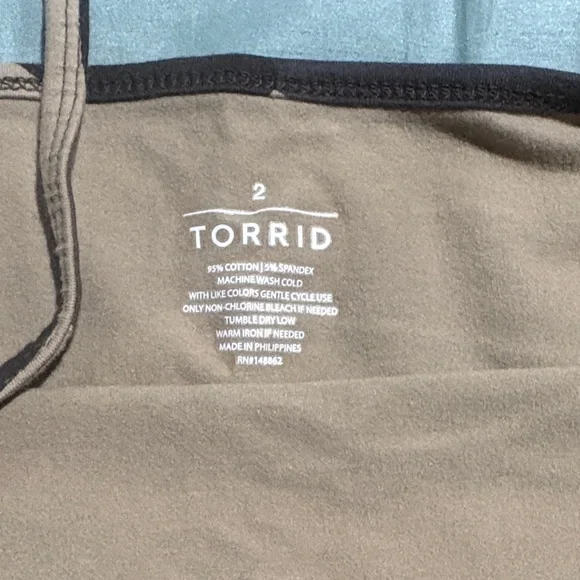 2
TORRID
95% COTTON | 5% SPANDEX
MACHINE WASH COLD
WITH LIKE COLORS GENTLE CYCLE USE
ONLY NON-CHLORINE BLEACH IF NEEDED
TUMBLE DRY LOW
WARM IRON IF NEEDED
MADE IN PHILIPPINES
RN#148862